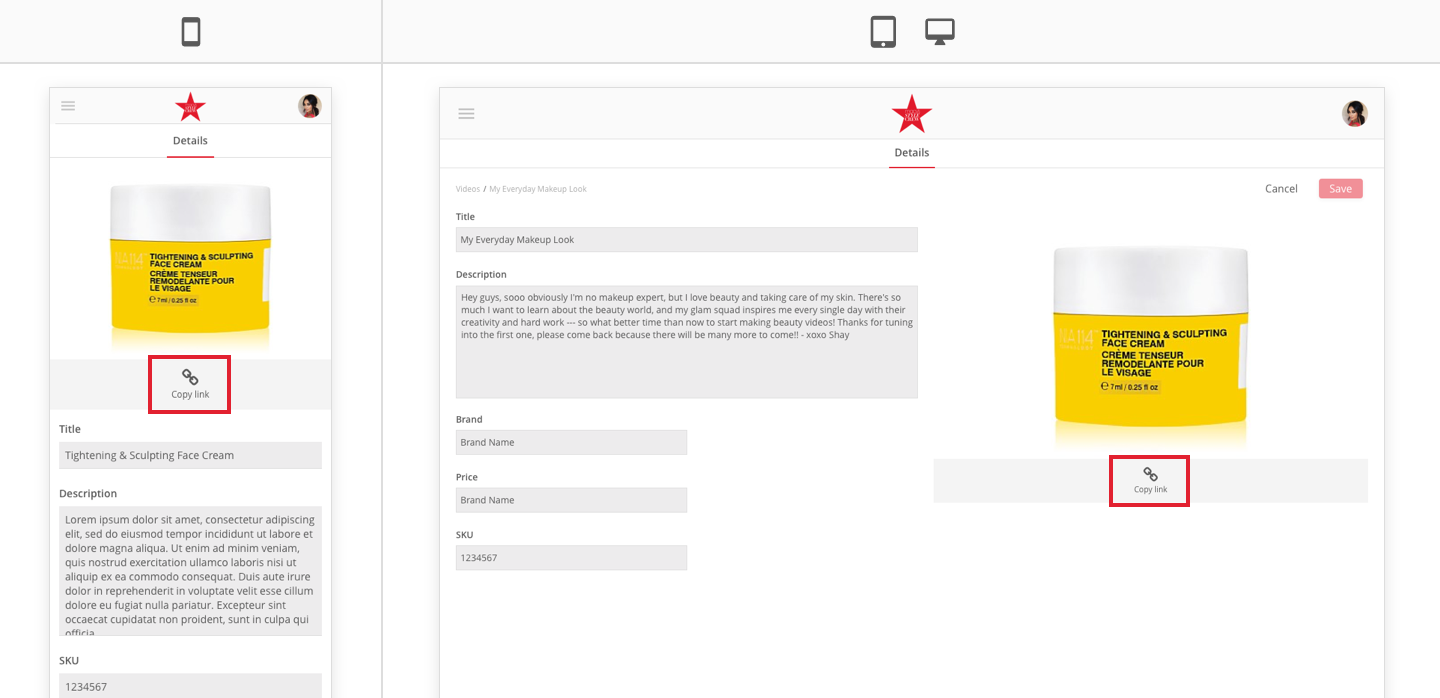 Details
TIGHTENING & SCULPTING
FACE CREAM
CRÈME TENSEUR
REMODELANTE POUR
LE VISAGE
℮ 7 ml / 0.25 fl oz
Copy link
Title
Tightening & Sculpting Face Cream
Description
Lorem ipsum dolor sit amet, consectetur adipiscing
elit, sed do eiusmod tempor incididunt ut labore et
dolore magna aliqua. Ut enim ad minim veniam,
quis nostrud exercitation ullamco laboris nisi ut
aliquip ex ea commodo consequat. Duis aute irure
dolor in reprehenderit in voluptate velit esse cillum
dolore eu fugiat nulla pariatur. Excepteur sint
occaecat cupidatat non proident, sunt in culpa qui
officia
SKU
1234567
Details
Videos / My Everyday Makeup Look
Cancel
Save
Title
My Everyday Makeup Look
Description
Hey guys, sooo obviously I'm no makeup expert, but I love beauty and taking care of my skin. There's so
much I want to learn about the beauty world, and my glam squad inspires me every single day with their
creativity and hard work --- so what better time than now to start making beauty videos! Thanks for tuning
into the first one, please come back because there will be many more to come!! - xoxo Shay
Brand
Brand Name
Price
Brand Name
SKU
1234567
TIGHTENING & SCULPTING
FACE CREAM
CRÈME TENSEUR
REMODELANTE POUR
LE VISAGE
℮ 7 ml / 0.25 fl oz
Copy link